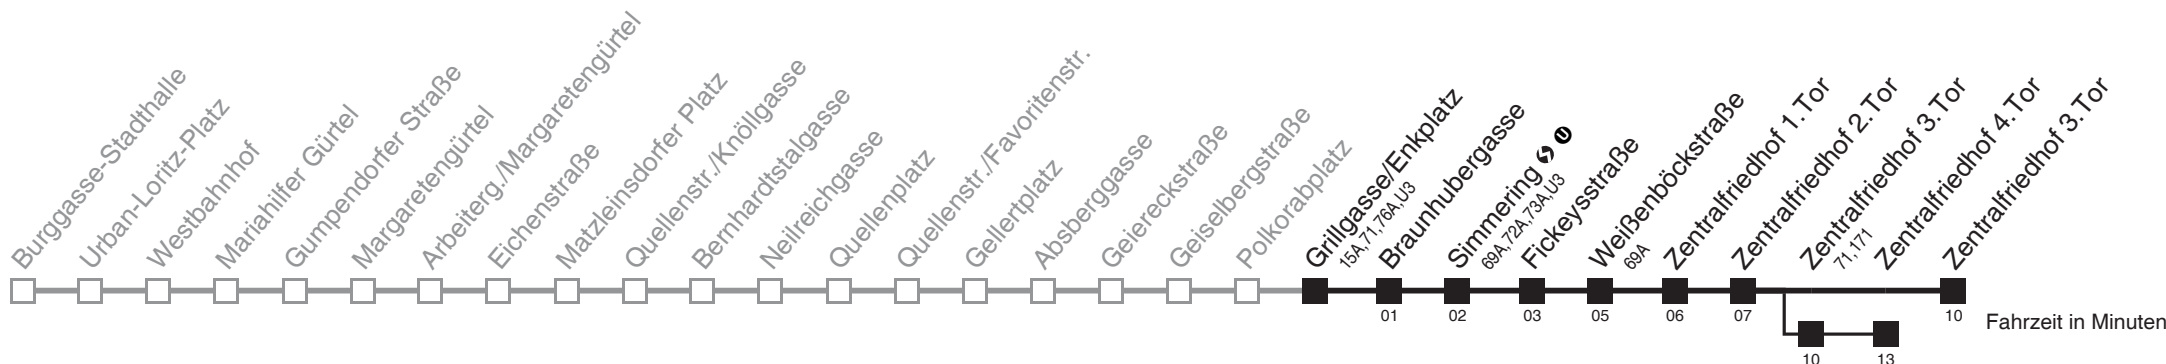 Burggasse-Stadthalle
Urban-Loritz-Platz
Westbahnhof
Mariahilfer Gürtel
Gumpendorfer Straße
Margaretengürtel
Arbeiterg./Margaretengürtel
Eichenstraße
Matzleinsdorfer Platz
Quellenstr./Knöllgasse
Bernhardtstalgasse
Neilreichgasse
Quellenplatz
Quellenstr./Favoritenstr.
Gellertplatz
Absberggasse
Geiereckstraße
Geiselbergstraße
Polkorabplatz
Grillgasse/Enkplatz
15A,71,76A,U3
Braunhubergasse
Simmering S U
69A,72A,73A,U3
Fickeysstraße
Weißenböckstraße
69A
Zentralfriedhof 1.Tor
Zentralfriedhof 2.Tor
Zentralfriedhof 3.Tor
71,171
Zentralfriedhof 4.Tor
Zentralfriedhof 3.Tor
01 02 03 05 06 07 10 Fahrzeit in Minuten
10 13